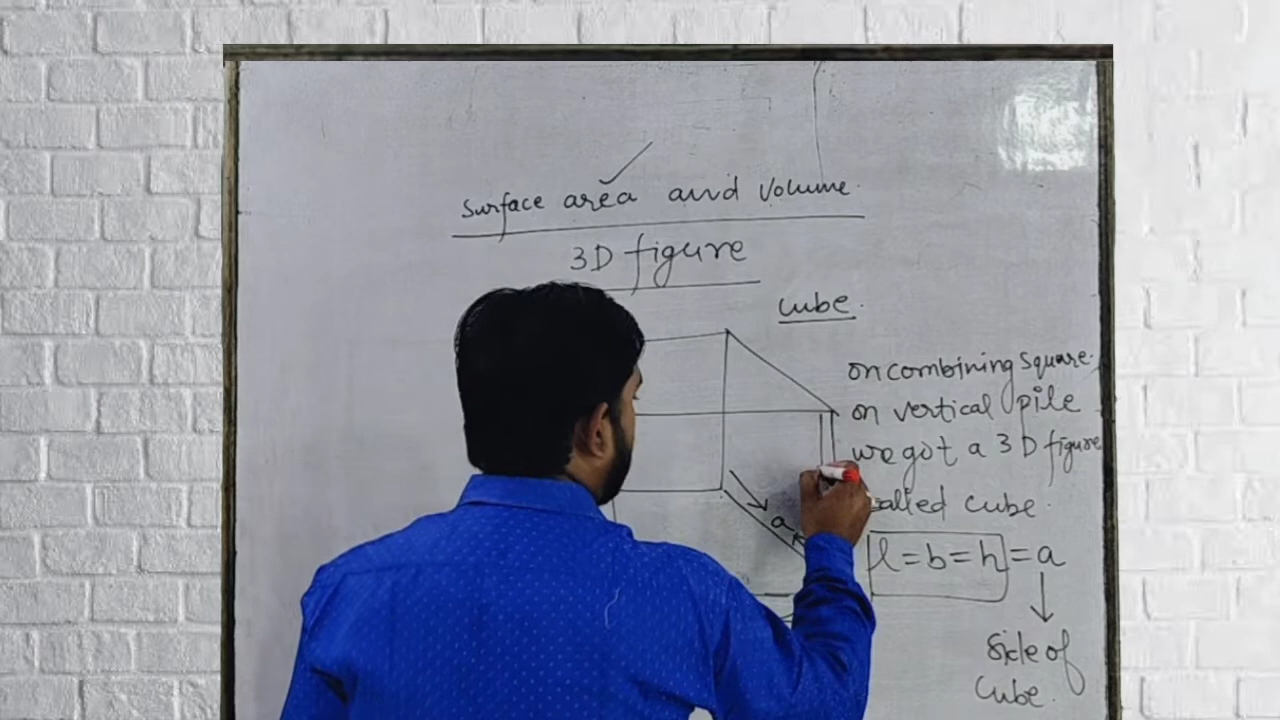 Surface area and Volume.
3D figure
Cube.
on combining square.
on vertical pile
we got a 3D figure
called cube.
l = b = h = a
a
Side of
Cube.